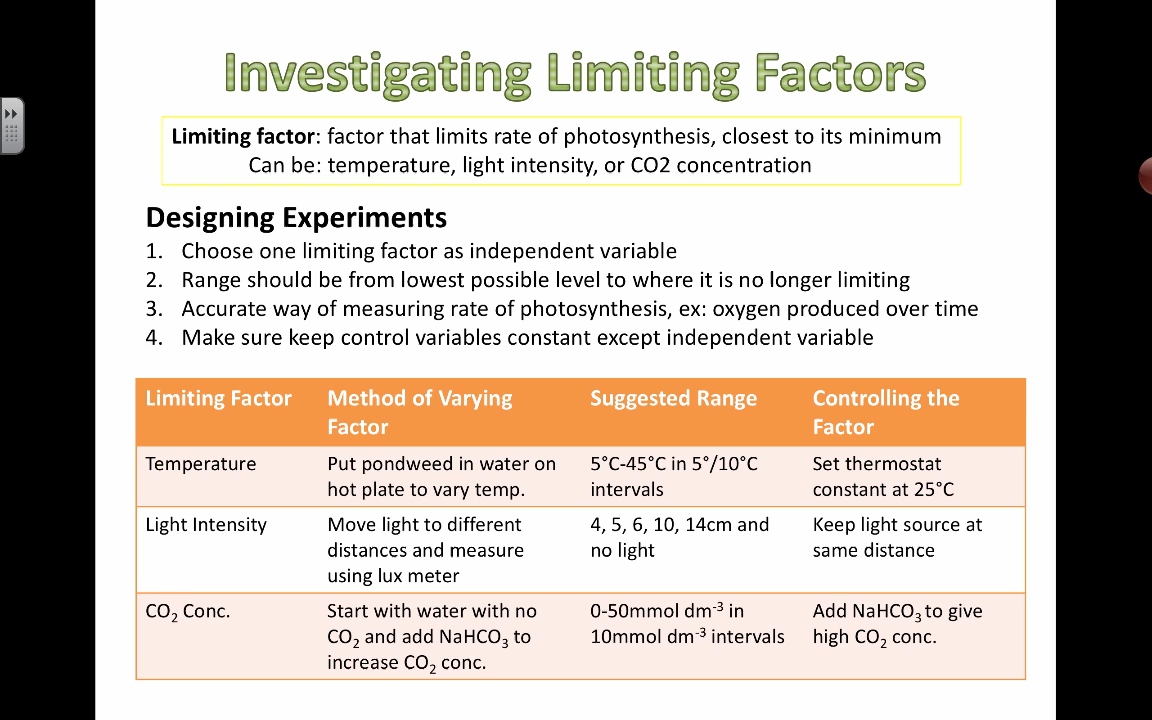 Investigating Limiting Factors
Limiting factor: factor that limits rate of photosynthesis, closest to its minimum
Can be: temperature, light intensity, or CO2 concentration
Designing Experiments
1. Choose one limiting factor as independent variable
2. Range should be from lowest possible level to where it is no longer limiting
3. Accurate way of measuring rate of photosynthesis, ex: oxygen produced over time
4. Make sure keep control variables constant except independent variable
Limiting Factor
Method of Varying
Factor
Suggested Range
Controlling the
Factor
Temperature
Put pondweed in water on
hot plate to vary temp.
5°C-45°C in 5°/10°C
intervals
Set thermostat
constant at 25°C
Light Intensity
Move light to different
distances and measure
using lux meter
4, 5, 6, 10, 14cm and
no light
Keep light source at
same distance
CO₂ Conc.
Start with water with no
CO₂ and add NaHCO₃ to
increase CO₂ conc.
0-50mmol dm⁻³ in
10mmol dm⁻³ intervals
Add NaHCO₃ to give
high CO₂ conc.